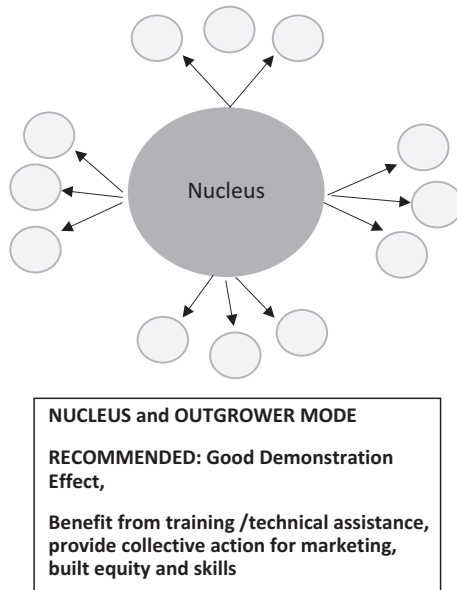 Nucleus
NUCLEUS and OUTGROWER MODE
RECOMMENDED: Good Demonstration
Effect,
Benefit from training /technical assistance,
provide collective action for marketing,
built equity and skills